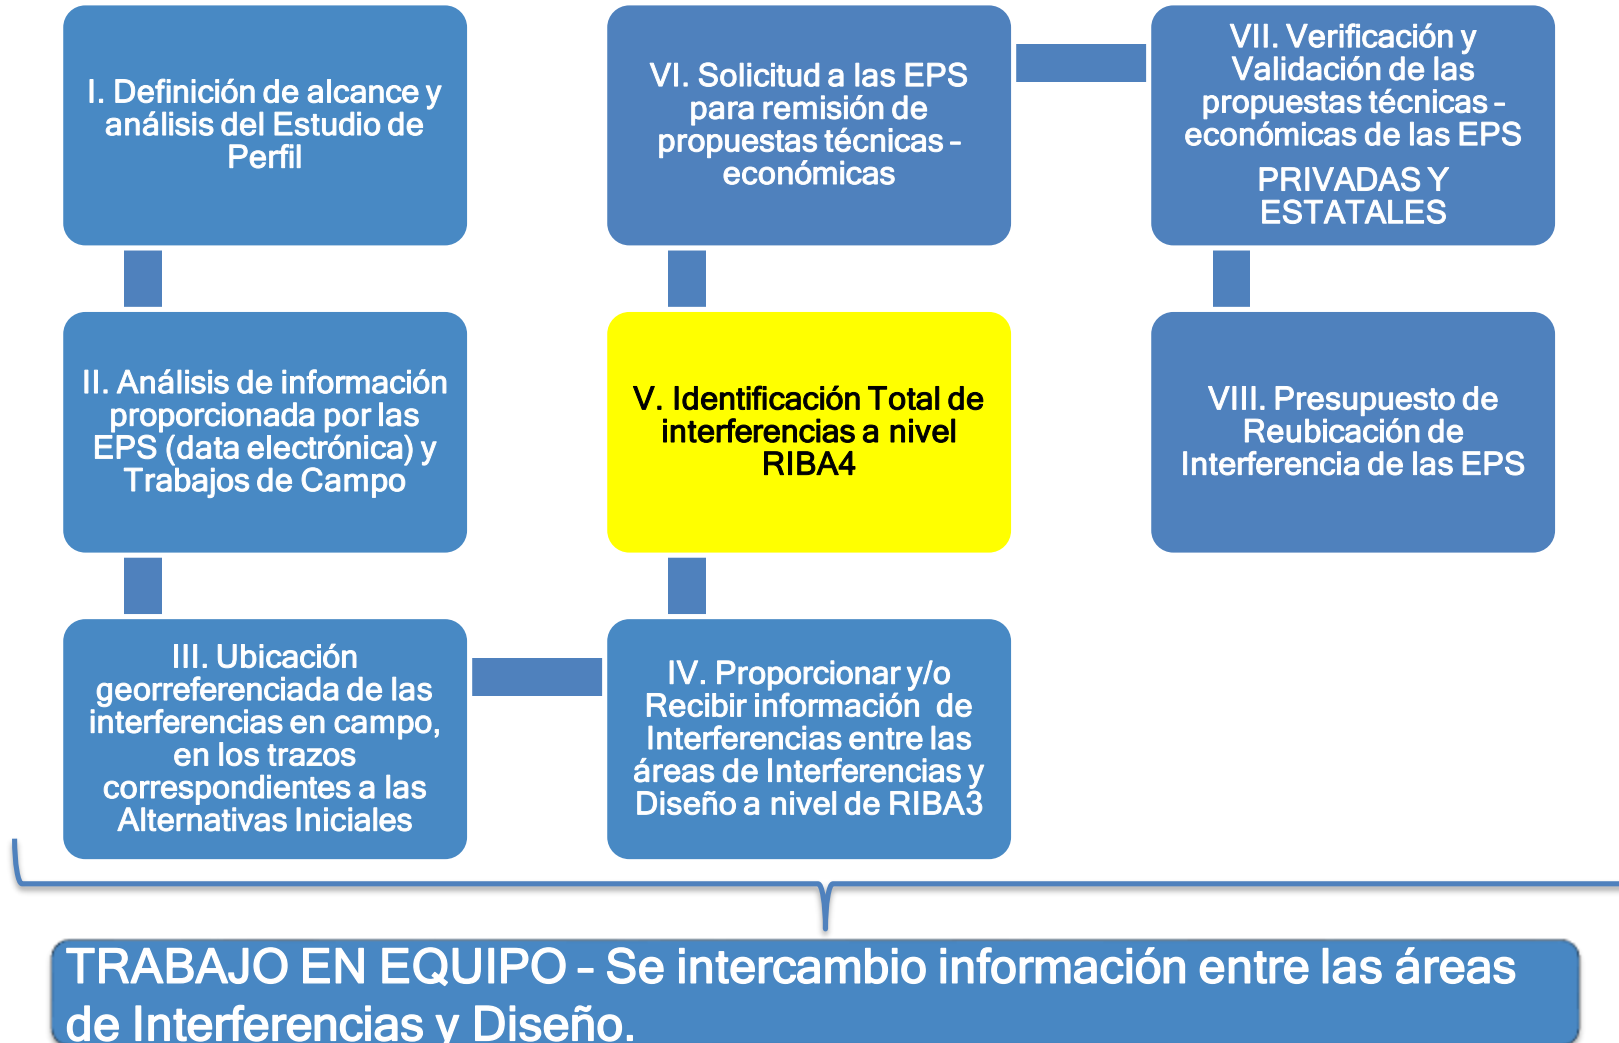 I. Definición de alcance y
análisis del Estudio de
Perfil
II. Análisis de información
proporcionada por las
EPS (data electrónica) y
Trabajos de Campo
III. Ubicación
georreferenciada de las
interferencias en campo,
en los trazos
correspondientes a las
Alternativas Iniciales
IV. Proporcionar y/o
Recibir información de
Interferencias entre las
áreas de Interferencias y
Diseño a nivel de RIBA3
V. Identificación Total de
interferencias a nivel
RIBA4
VI. Solicitud a las EPS
para remisión de
propuestas técnicas -
económicas
VII. Verificación y
Validación de las
propuestas técnicas -
económicas de las EPS
PRIVADAS Y
ESTATALES
VIII. Presupuesto de
Reubicación de
Interferencia de las EPS
TRABAJO EN EQUIPO - Se intercambio información entre las áreas
de Interferencias y Diseño.